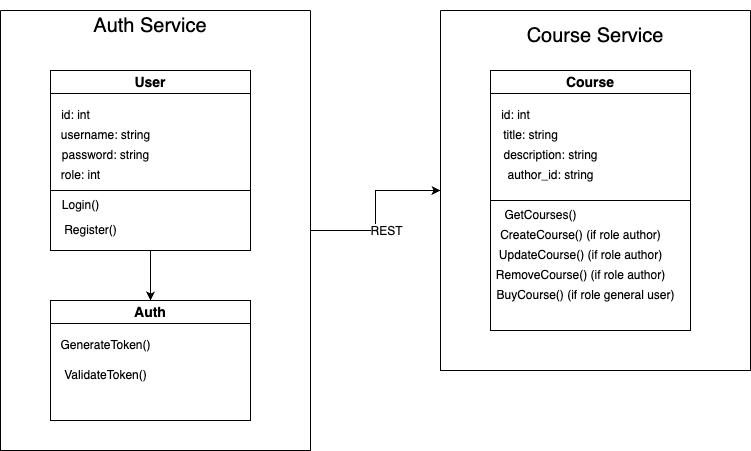 Auth Service
User
id: int
username: string
password: string
role: int
Login()
Register()
Auth
GenerateToken()
ValidateToken()
REST
Course Service
Course
id: int
title: string
description: string
author_id: string
GetCourses()
CreateCourse() (if role author)
UpdateCourse() (if role author)
RemoveCourse() (if role author)
BuyCourse() (if role general user)